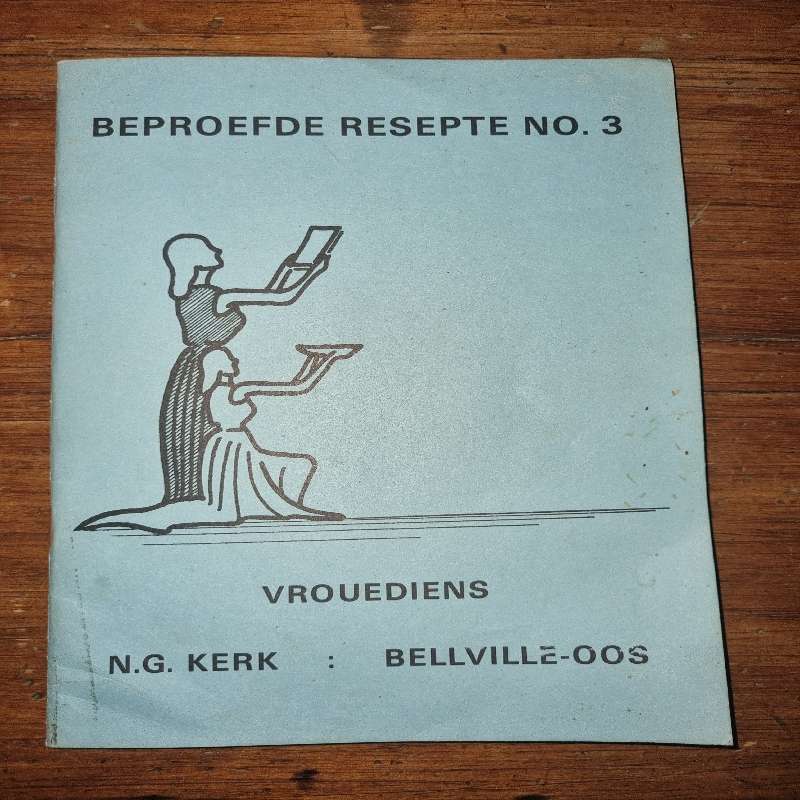 BEPROEFDE RESEPTE NO. 3
VROUEDIENS
N.G. KERK : BELLVILLE-OOS